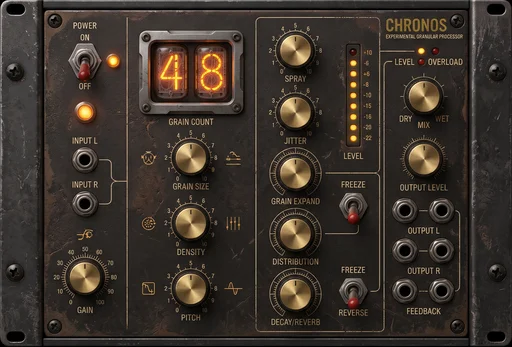 POWER
ON
OFF
INPUT L
INPUT R
GAIN
48
GRAIN COUNT
GRAIN SIZE
DENSITY
PITCH
SPRAY
JITTER
GRAIN EXPAND
DISTRIBUTION
DECAY/REVERB
LEVEL
FREEZE
FREEZE
REVERSE
CHRONOS
EXPERIMENTAL GRANULAR PROCESSOR
LEVEL
OVERLOAD
DRY
MIX
WET
OUTPUT LEVEL
OUTPUT L
OUTPUT R
FEEDBACK